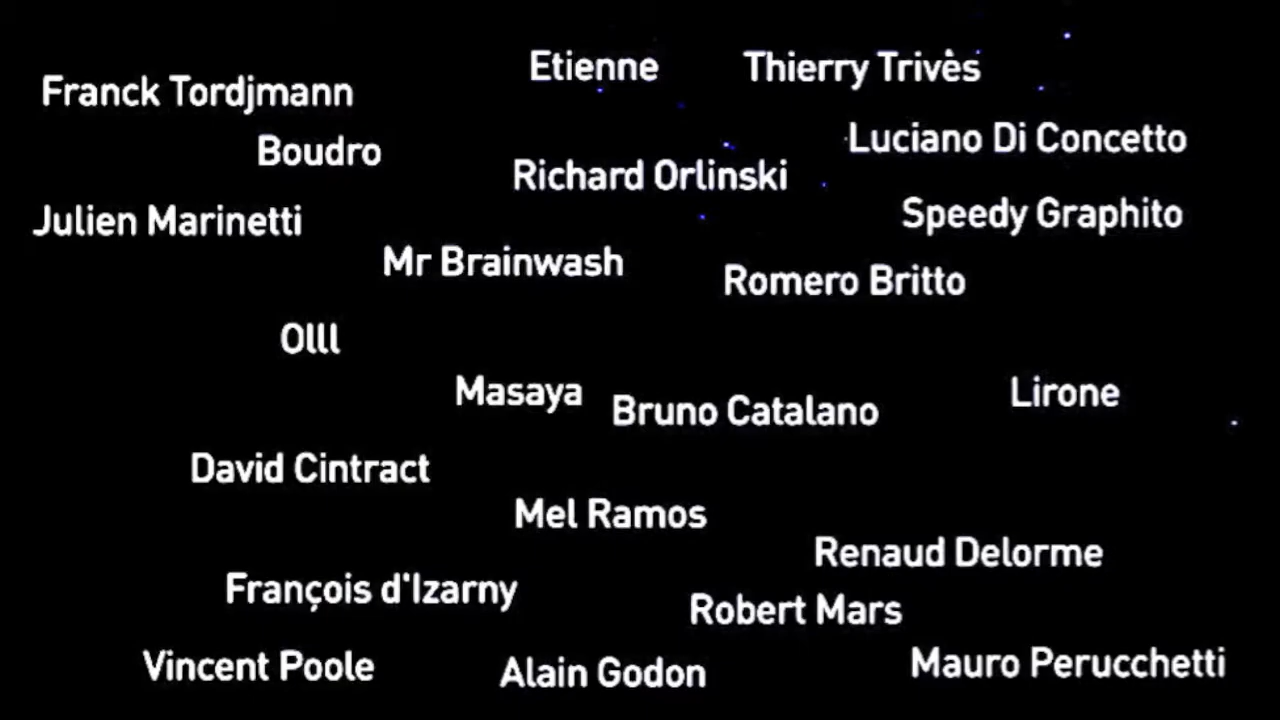 Etienne
Thierry Trivès
Franck Tordjmann
Luciano Di Concetto
Boudro
Richard Orlinski
Speedy Graphito
Julien Marinetti
Mr Brainwash
Romero Britto
Olll
Masaya
Lirone
Bruno Catalano
David Cintract
Mel Ramos
Renaud Delorme
François d'Izarny
Robert Mars
Mauro Perucchetti
Vincent Poole
Alain Godon